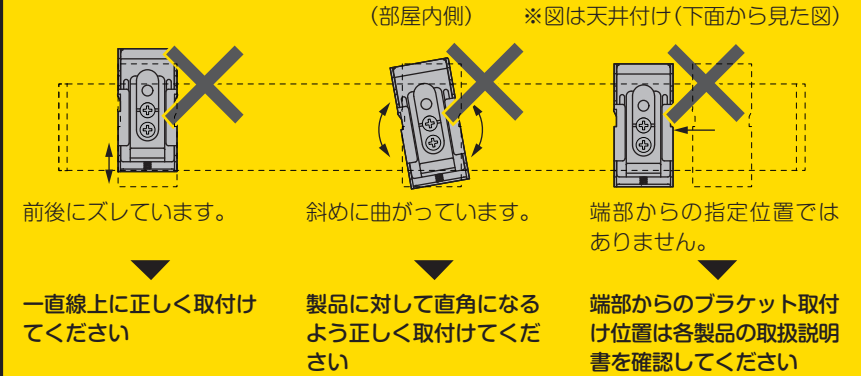 （部屋内側）　※図は天井付け（下面から見た図）
前後にズレています。
一直線上に正しく取付け
てください
斜めに曲がっています。
製品に対して直角になる
よう正しく取付けてくだ
さい
端部からの指定位置では
ありません。
端部からのブラケット取付
け位置は各製品の取扱説明
書を確認してください